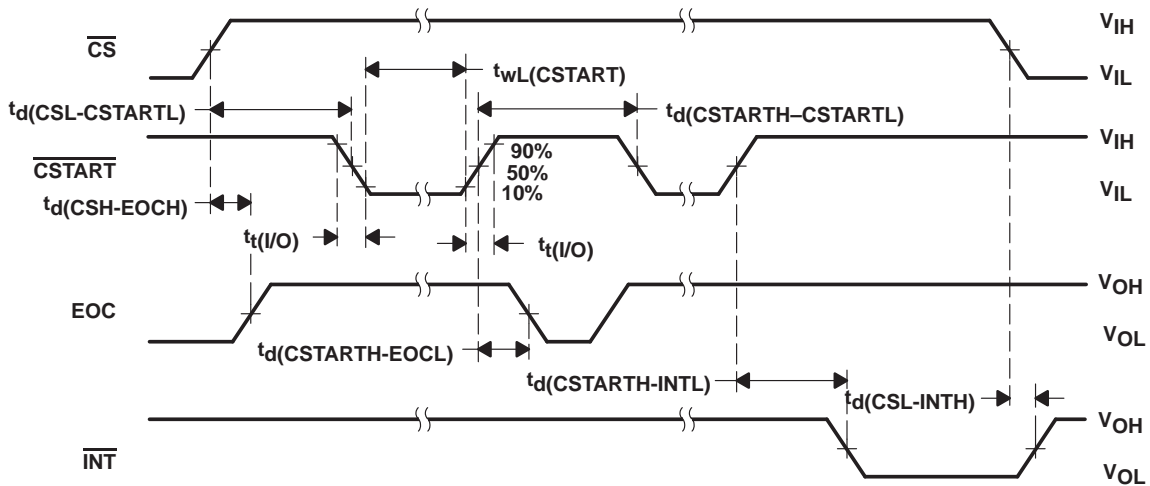 CS
VIH
VIL
twL(CSTART)
td(CSL-CSTARTL)
td(CSTARTH–CSTARTL)
CSTART
90%
50%
10%
VIH
VIL
td(CSH-EOCH)
tt(I/O)
tt(I/O)
EOC
VOH
VOL
td(CSTARTH-EOCL)
td(CSTARTH-INTL)
td(CSL-INTH)
INT
VOH
VOL